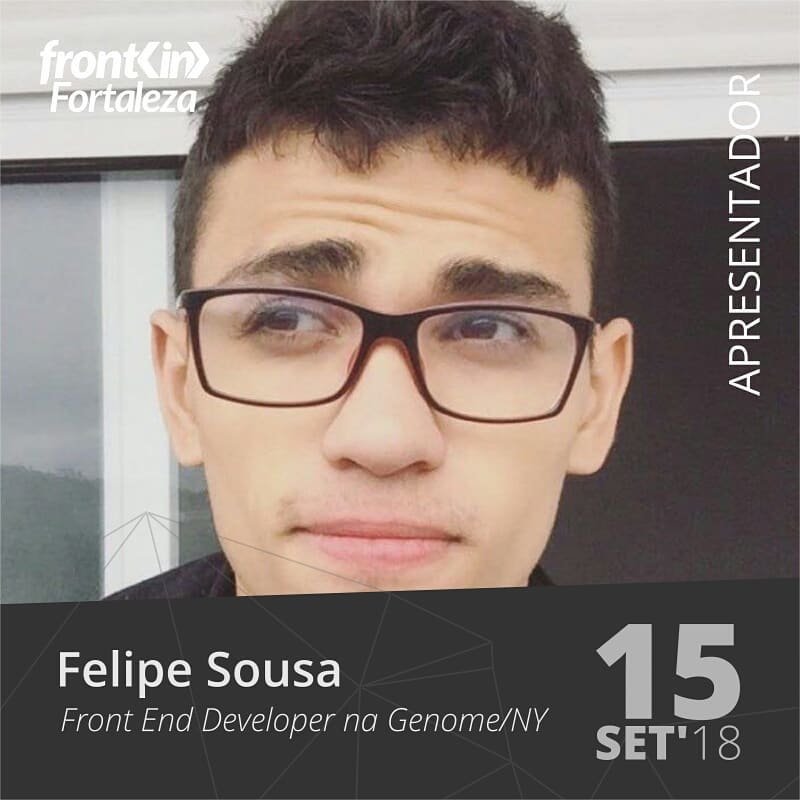 front<in>
Fortaleza
APRESENTADOR
Felipe Sousa
Front End Developer na Genome/NY
15
SET'18